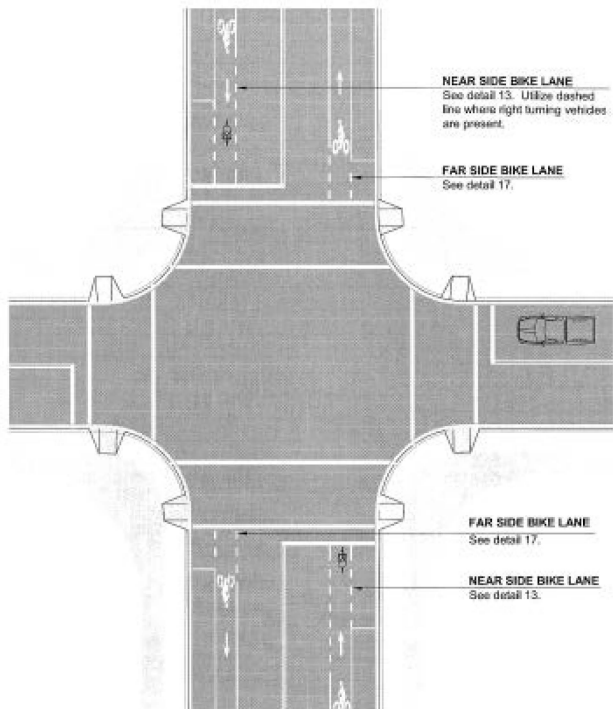 NEAR SIDE BIKE LANE
See detail 13. Utilize dashed
line where right turning vehicles
are present.
FAR SIDE BIKE LANE
See detail 17.
FAR SIDE BIKE LANE
See detail 17.
NEAR SIDE BIKE LANE
See detail 13.